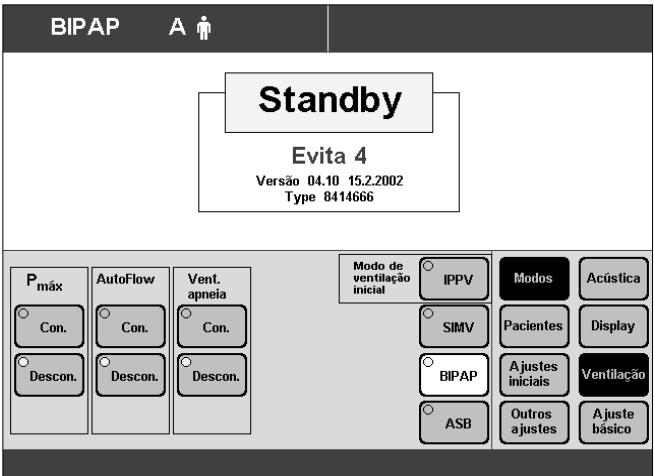 BIPAP A
Standby
Evita 4
Versão 04.10 15.2.2002
Type 8414666
P máx
AutoFlow
Vent.
apneia
Con.
Con.
Con.
Descon.
Descon.
Descon.
Modo de
ventilação
inicial
IPPV
SIMV
BIPAP
ASB
Modos
Acústica
Pacientes
Display
Ajustes
iniciais
Ventilação
Outros
ajustes
Ajuste
básico